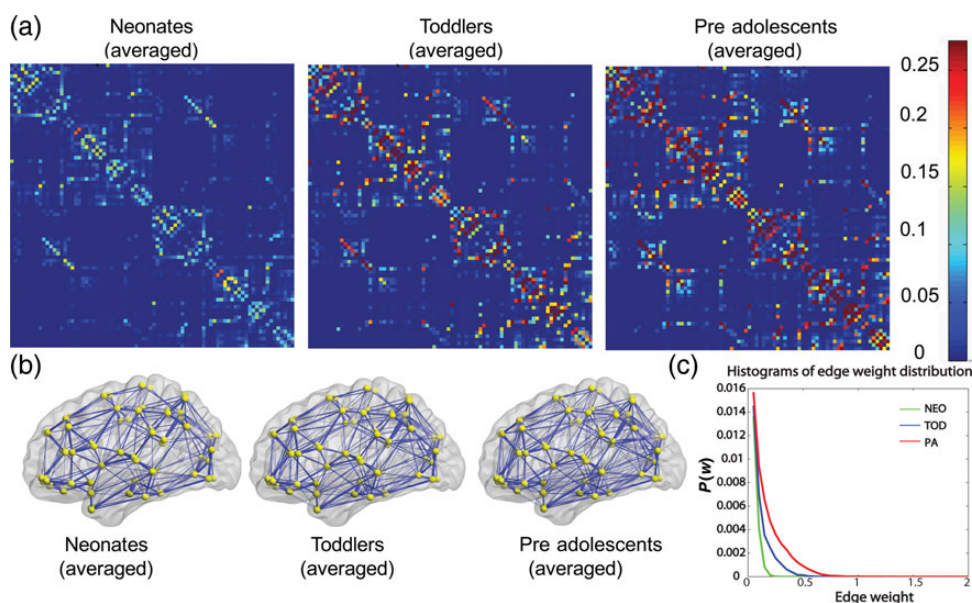 (a)
Neonates
(averaged)
Toddlers
(averaged)
Pre adolescents
(averaged)
0.25
0.2
0.15
0.1
0.05
0
(b)
Neonates
(averaged)
Toddlers
(averaged)
Pre adolescents
(averaged)
(c)
Histograms of edge weight distribution
0.016
0.014
0.012
0.010
0.008
0.006
0.004
0.002
0
P(w)
NEO
TOD
PA
0
0.5
1
1.5
2
Edge weight